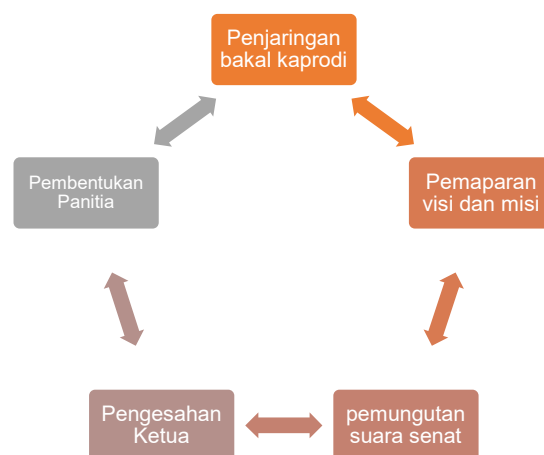 Penjaringan
bakal kaprodi
Pembentukan
Panitia
Pemaparan
visi dan misi
Pengesahan
Ketua
pemungutan
suara senat